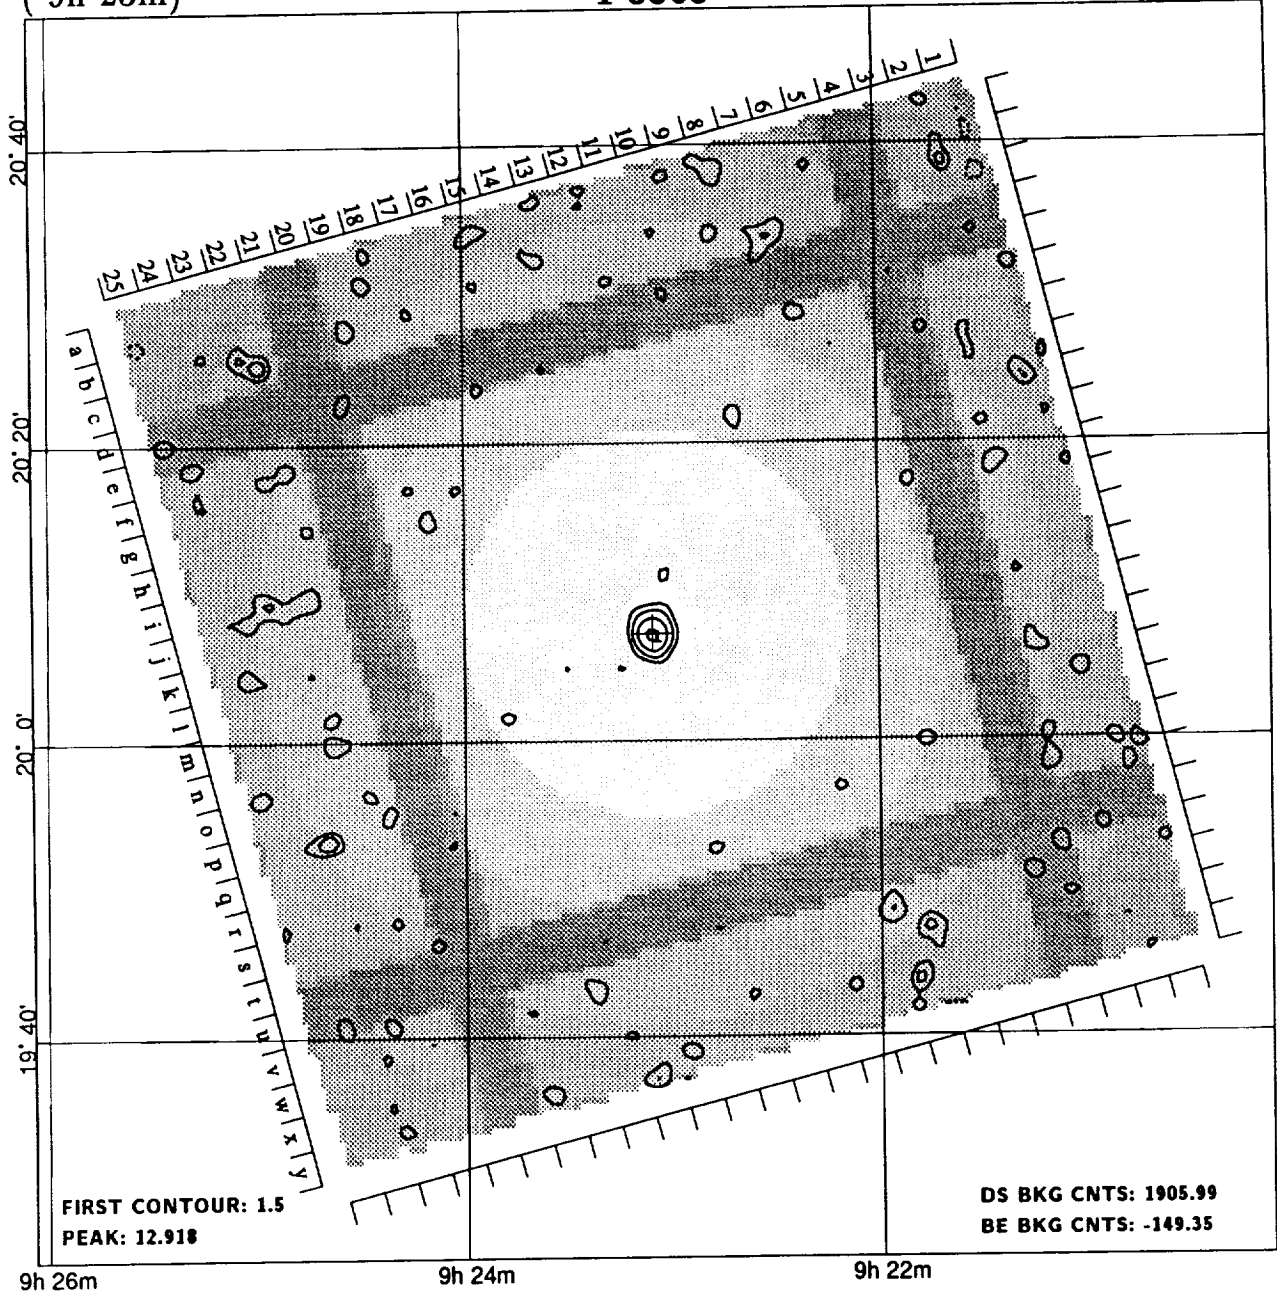 1 2 3 4 5 6 7 8 9 10 11 12 13 14 15 16 17 18 19 20 21 22 23 24 25
a b c d e f g h i j k l m n o p q r s t u v w x y
20° 40'
20° 20'
20° 0'
19° 40'
FIRST CONTOUR: 1.5
PEAK: 12.918
DS BKG CNTS: 1905.99
BE BKG CNTS: -149.35
9h 26m
9h 24m
9h 22m